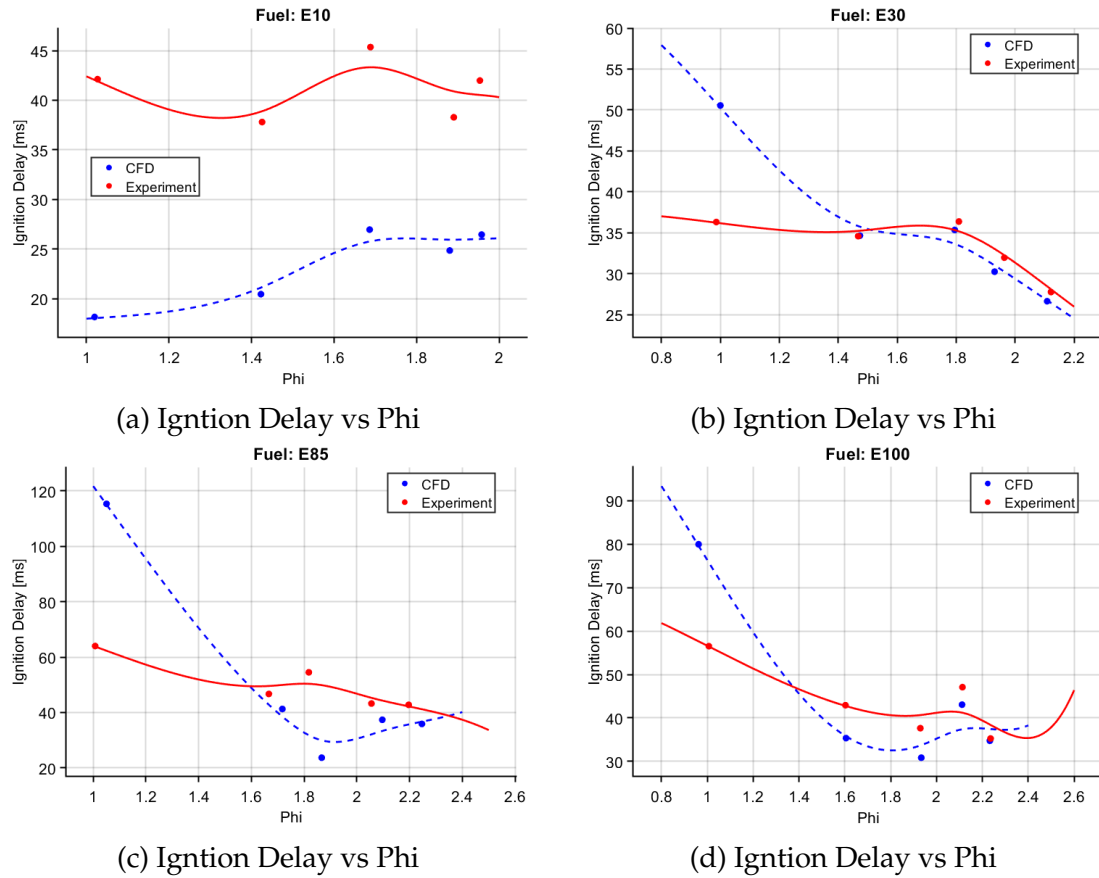 Fuel: E10
Ignition Delay [ms]
45
40
35
30
25
20
CFD
Experiment
1
1.2
1.4
1.6
1.8
2
Phi
(a) Igntion Delay vs Phi
Fuel: E30
Ignition Delay [ms]
60
55
50
45
40
35
30
25
CFD
Experiment
0.8
1
1.2
1.4
1.6
1.8
2
2.2
Phi
(b) Igntion Delay vs Phi
Fuel: E85
Ignition Delay [ms]
120
100
80
60
40
20
CFD
Experiment
1
1.2
1.4
1.6
1.8
2
2.2
2.4
2.6
Phi
(c) Igntion Delay vs Phi
Fuel: E100
Ignition Delay [ms]
90
80
70
60
50
40
30
CFD
Experiment
0.8
1
1.2
1.4
1.6
1.8
2
2.2
2.4
2.6
Phi
(d) Igntion Delay vs Phi